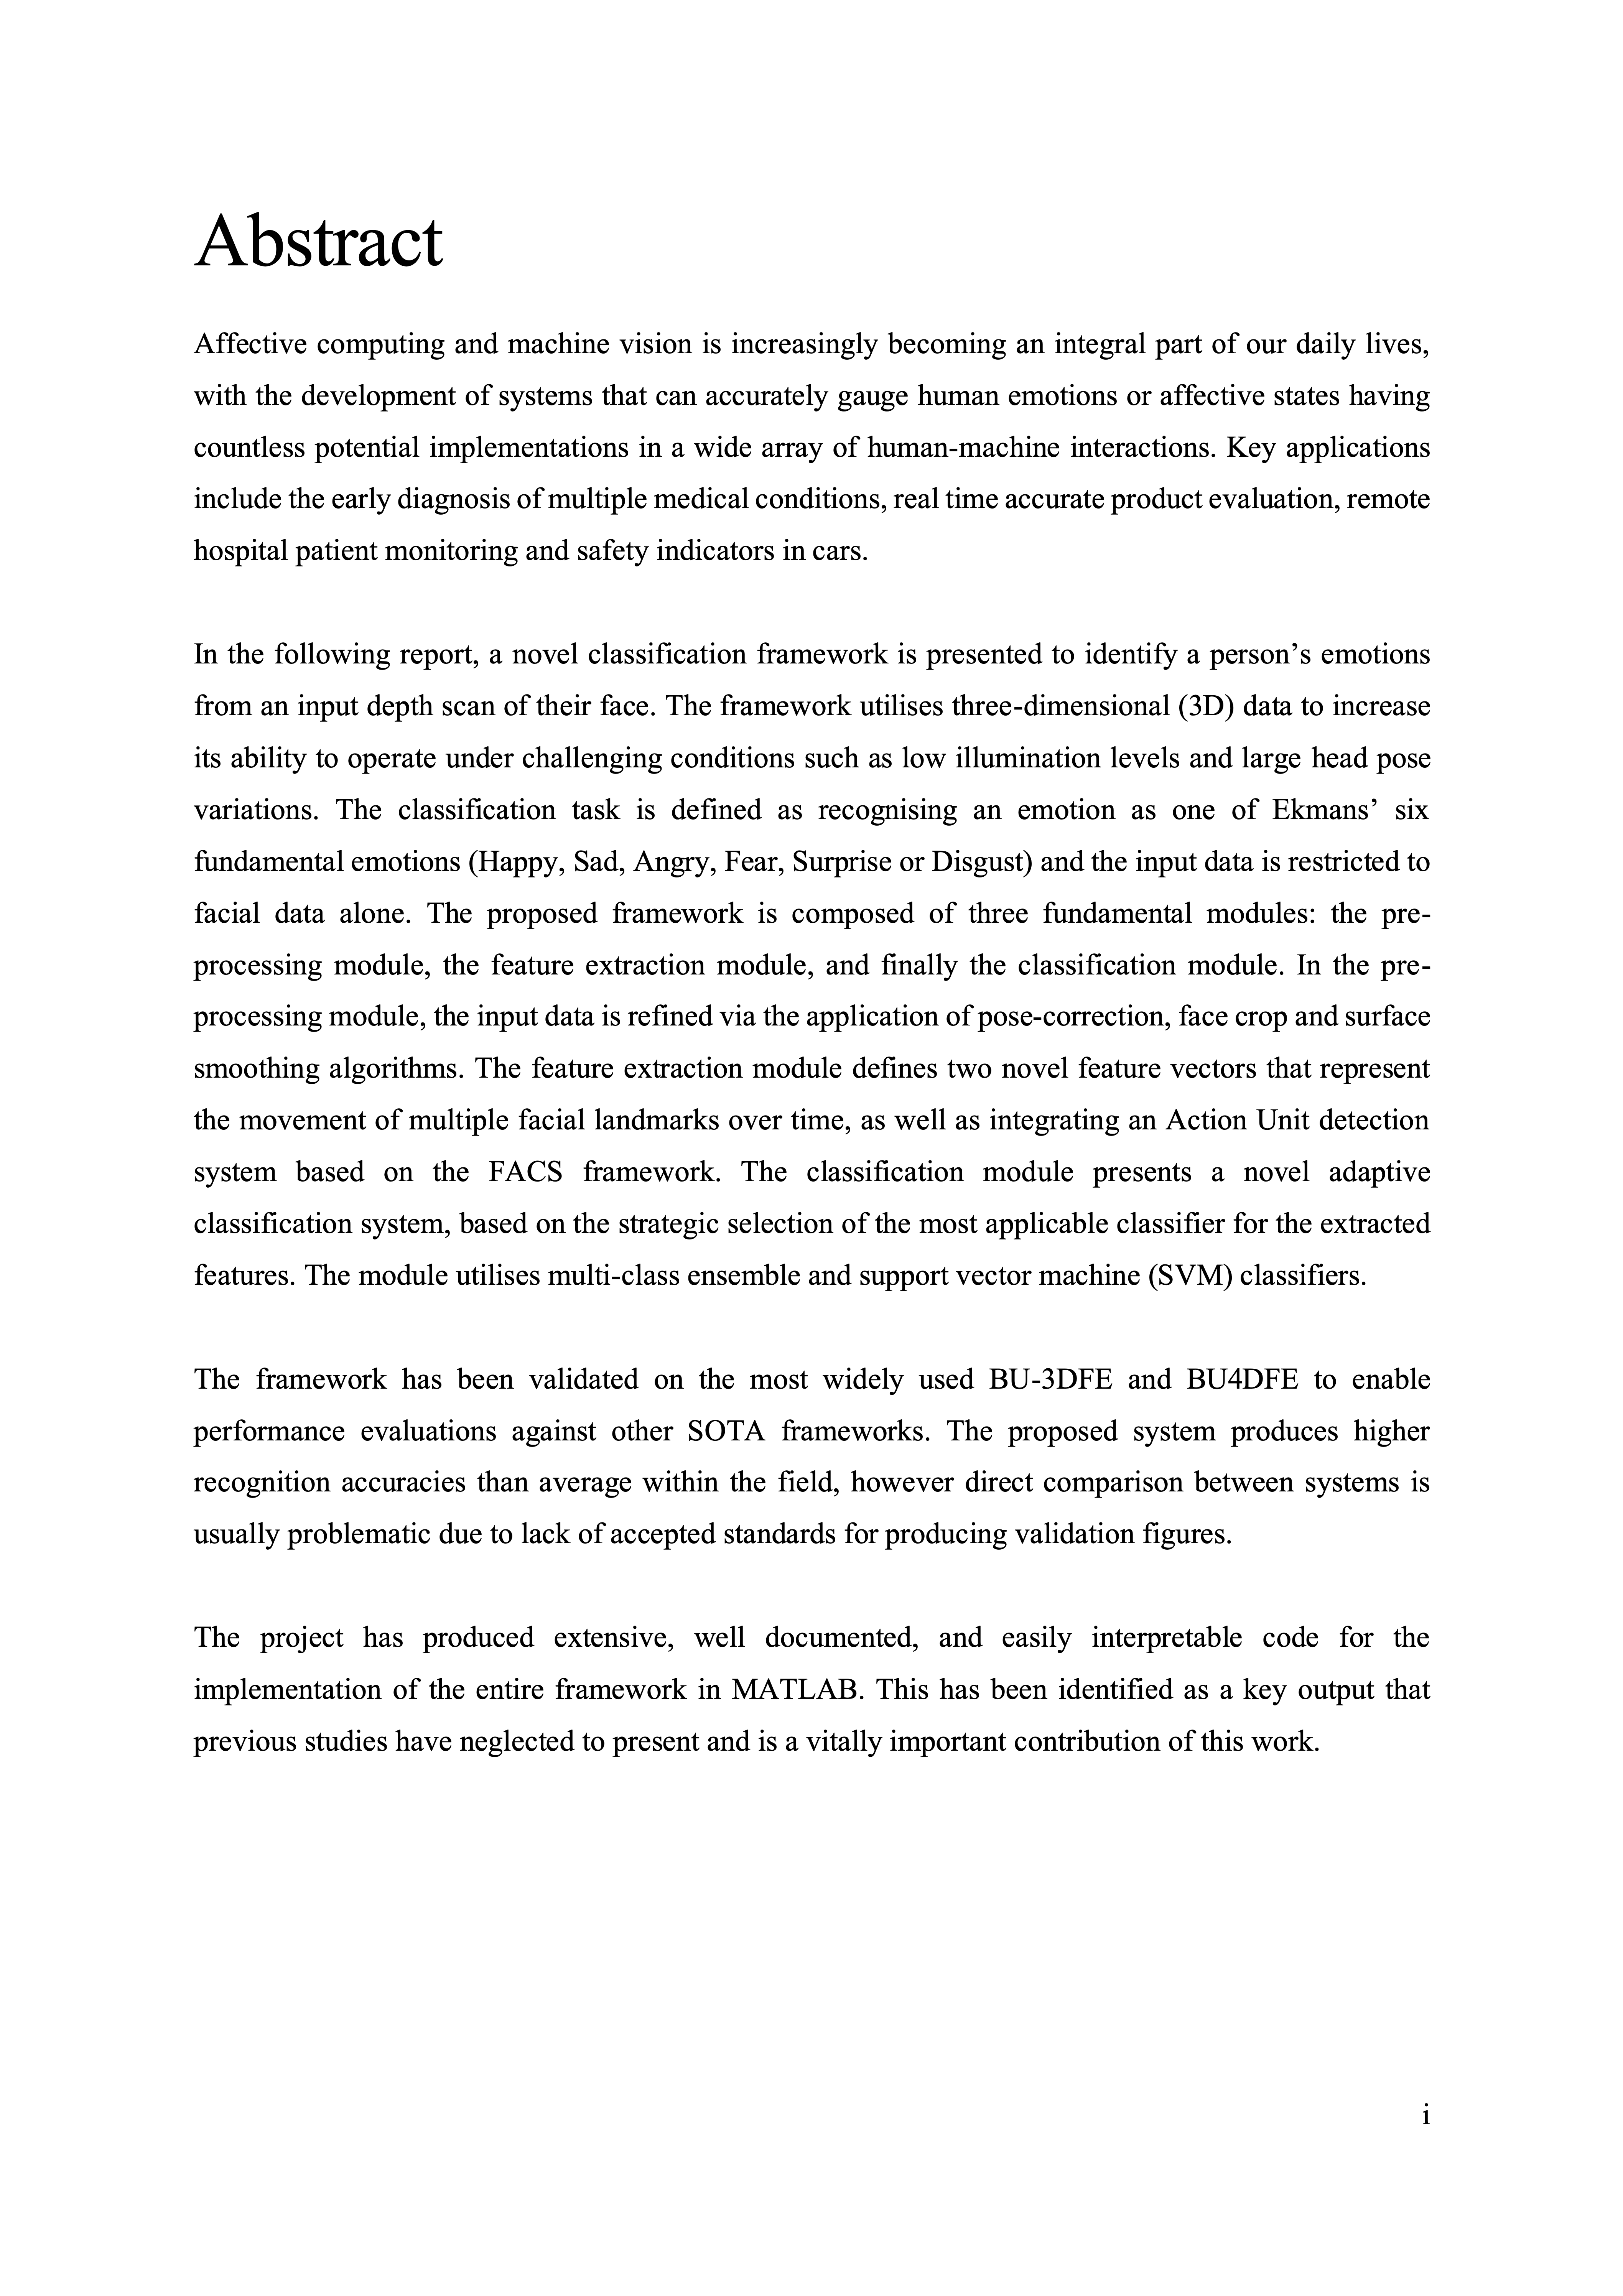 Abstract
Affective computing and machine vision is increasingly becoming an integral part of our daily lives,
with the development of systems that can accurately gauge human emotions or affective states having
countless potential implementations in a wide array of human-machine interactions. Key applications
include the early diagnosis of multiple medical conditions, real time accurate product evaluation, remote
hospital patient monitoring and safety indicators in cars.
In the following report, a novel classification framework is presented to identify a person’s emotions
from an input depth scan of their face. The framework utilises three-dimensional (3D) data to increase
its ability to operate under challenging conditions such as low illumination levels and large head pose
variations. The classification task is defined as recognising an emotion as one of Ekmans’ six
fundamental emotions (Happy, Sad, Angry, Fear, Surprise or Disgust) and the input data is restricted to
facial data alone. The proposed framework is composed of three fundamental modules: the pre-
processing module, the feature extraction module, and finally the classification module. In the pre-
processing module, the input data is refined via the application of pose-correction, face crop and surface
smoothing algorithms. The feature extraction module defines two novel feature vectors that represent
the movement of multiple facial landmarks over time, as well as integrating an Action Unit detection
system based on the FACS framework. The classification module presents a novel adaptive
classification system, based on the strategic selection of the most applicable classifier for the extracted
features. The module utilises multi-class ensemble and support vector machine (SVM) classifiers.
The framework has been validated on the most widely used BU-3DFE and BU4DFE to enable
performance evaluations against other SOTA frameworks. The proposed system produces higher
recognition accuracies than average within the field, however direct comparison between systems is
usually problematic due to lack of accepted standards for producing validation figures.
The project has produced extensive, well documented, and easily interpretable code for the
implementation of the entire framework in MATLAB. This has been identified as a key output that
previous studies have neglected to present and is a vitally important contribution of this work.
i